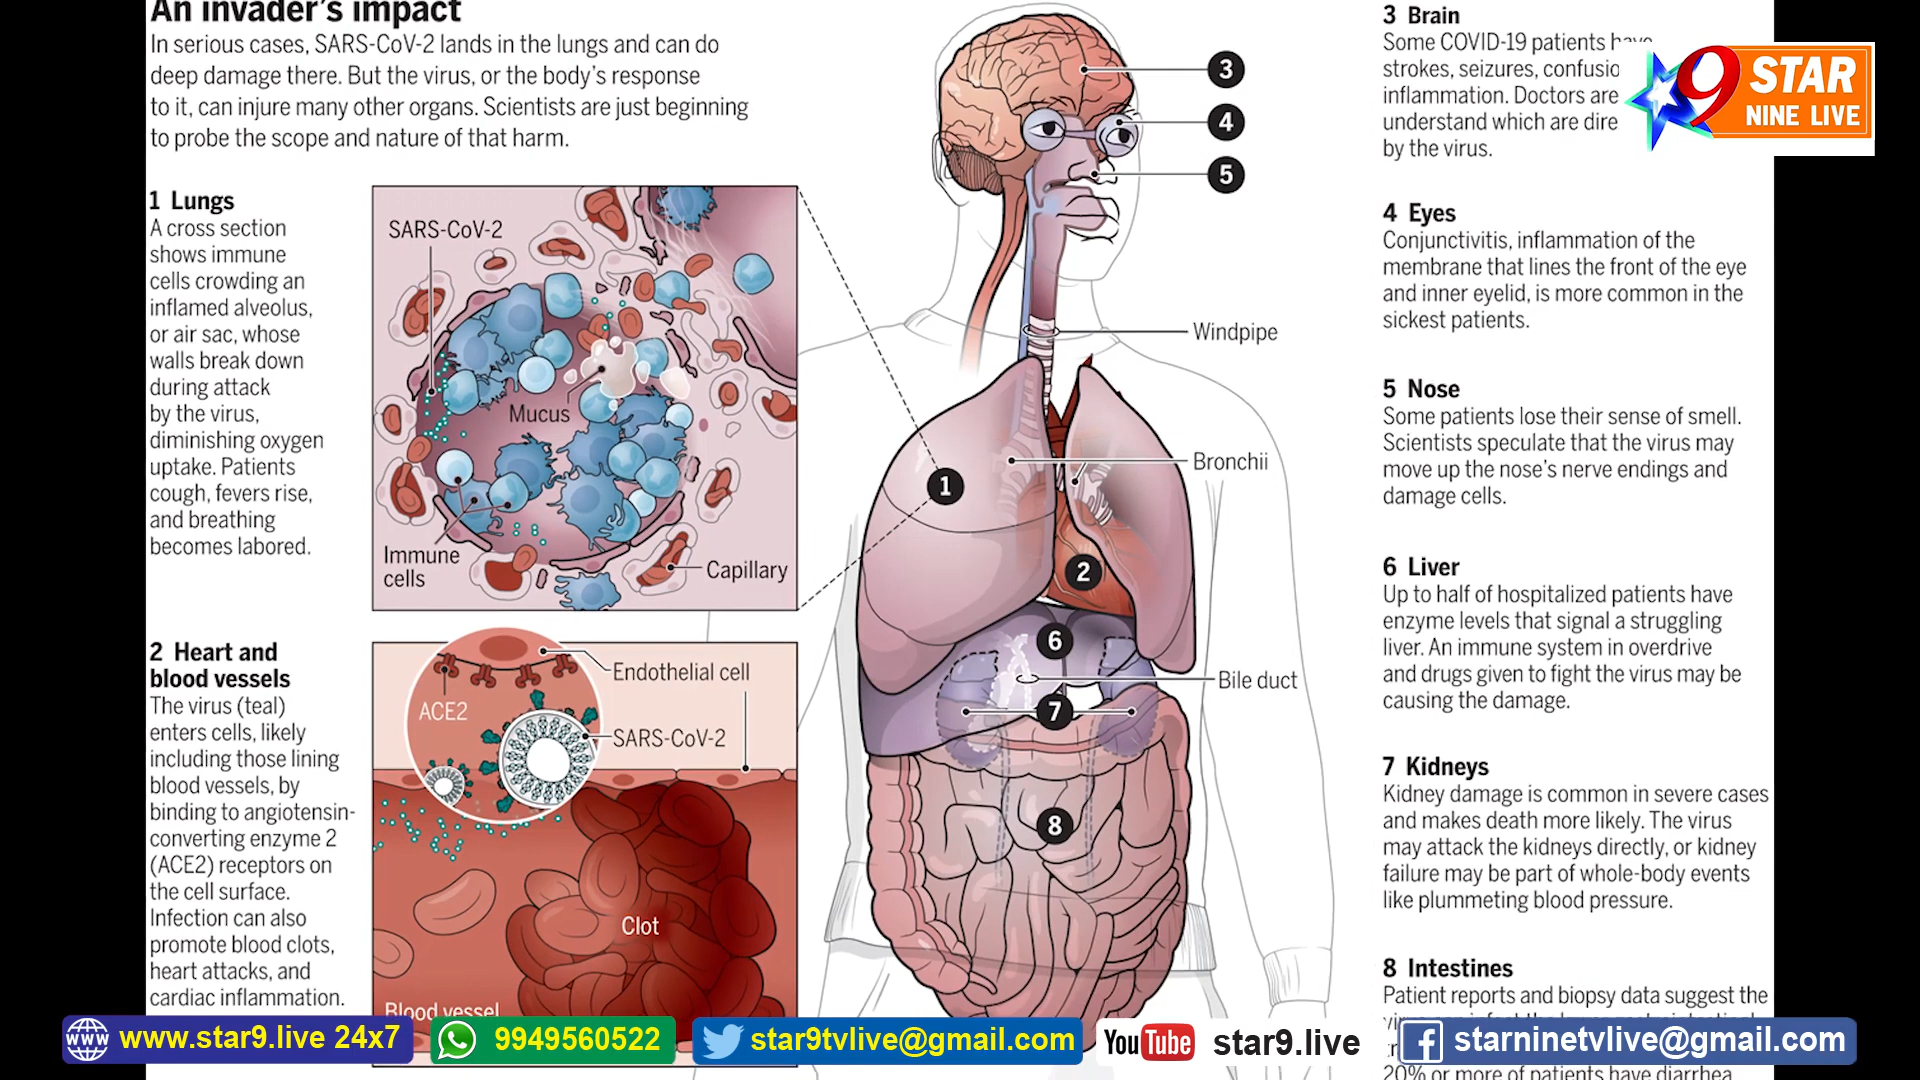 An invader's impact
In serious cases, SARS-CoV-2 lands in the lungs and can do
deep damage there. But the virus, or the body's response
to it, can injure many other organs. Scientists are just beginning
to probe the scope and nature of that harm.
1 Lungs
A cross section
shows immune
cells crowding an
inflamed alveolus,
or air sac, whose
walls break down
during attack
by the virus,
diminishing oxygen
uptake. Patients
cough, fevers rise,
and breathing
becomes labored.
SARS-CoV-2
Mucus
Immune
cells
Capillary
2 Heart and
blood vessels
The virus (teal)
enters cells, likely
including those lining
blood vessels, by
binding to angiotensin-
converting enzyme 2
(ACE2) receptors on
the cell surface.
Infection can also
promote blood clots,
heart attacks, and
cardiac inflammation.
Endothelial cell
ACE2
SARS-CoV-2
Clot
Blood vessel
3
4
5
Windpipe
Bronchii
1
2
6
Bile duct
7
8
3 Brain
Some COVID-19 patients have
strokes, seizures,
inflammation. Doctors are
understand which are
by the virus.
9 STAR
NINE LIVE
4 Eyes
Conjunctivitis, inflammation of the
membrane that lines the front of the eye
and inner eyelid, is more common in the
sickest patients.
5 Nose
Some patients lose their sense of smell.
Scientists speculate that the virus may
move up the nose's nerve endings and
damage cells.
6 Liver
Up to half of hospitalized patients have
enzyme levels that signal a struggling
liver. An immune system in overdrive
and drugs given to fight the virus may be
causing the damage.
7 Kidneys
Kidney damage is common in severe cases
and makes death more likely. The virus
may attack the kidneys directly, or kidney
failure may be part of whole-body events
like plummeting blood pressure.
8 Intestines
Patient reports and biopsy data suggest the
20% or more of patients have diarrhea
www.star9.live 24x7
9949560522
star9tvlive@gmail.com
YouTube star9.live
starninetvlive@gmail.com